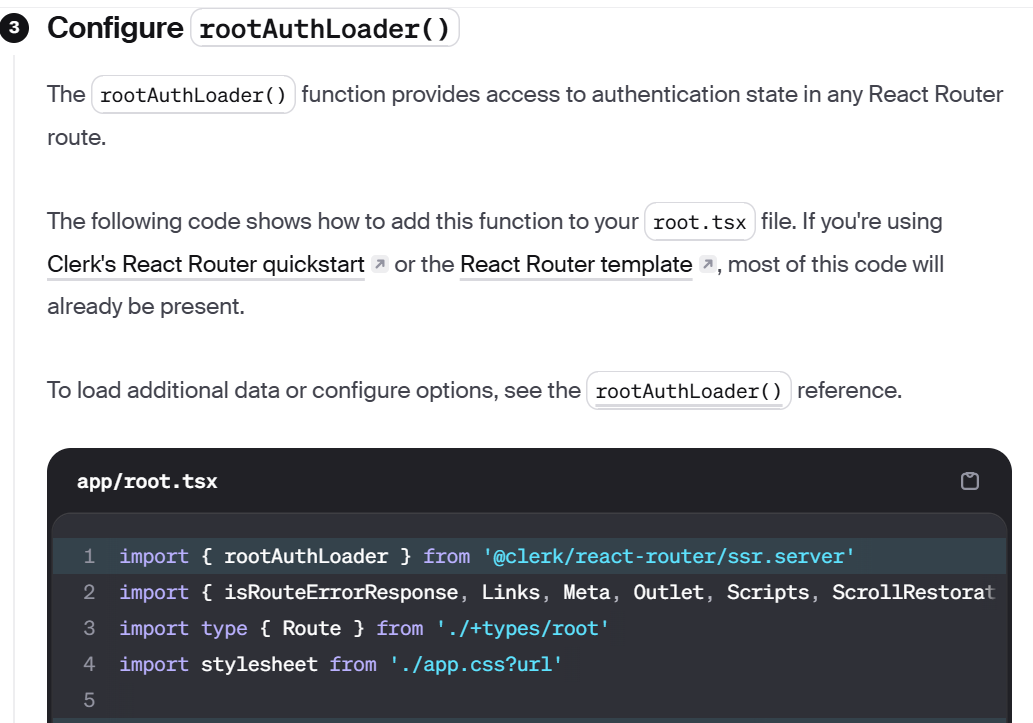 3 Configure rootAuthLoader()
The rootAuthLoader() function provides access to authentication state in any React Router
route.
The following code shows how to add this function to your root.tsx file. If you're using
Clerk's React Router quickstart or the React Router template, most of this code will
already be present.
To load additional data or configure options, see the rootAuthLoader() reference.
app/root.tsx
1 import { rootAuthLoader } from '@clerk/react-router/ssr.server'
2 import { isRouteErrorResponse, Links, Meta, Outlet, Scripts, ScrollRestorat
3 import type { Route } from './+types/root'
4 import stylesheet from './app.css?url'
5